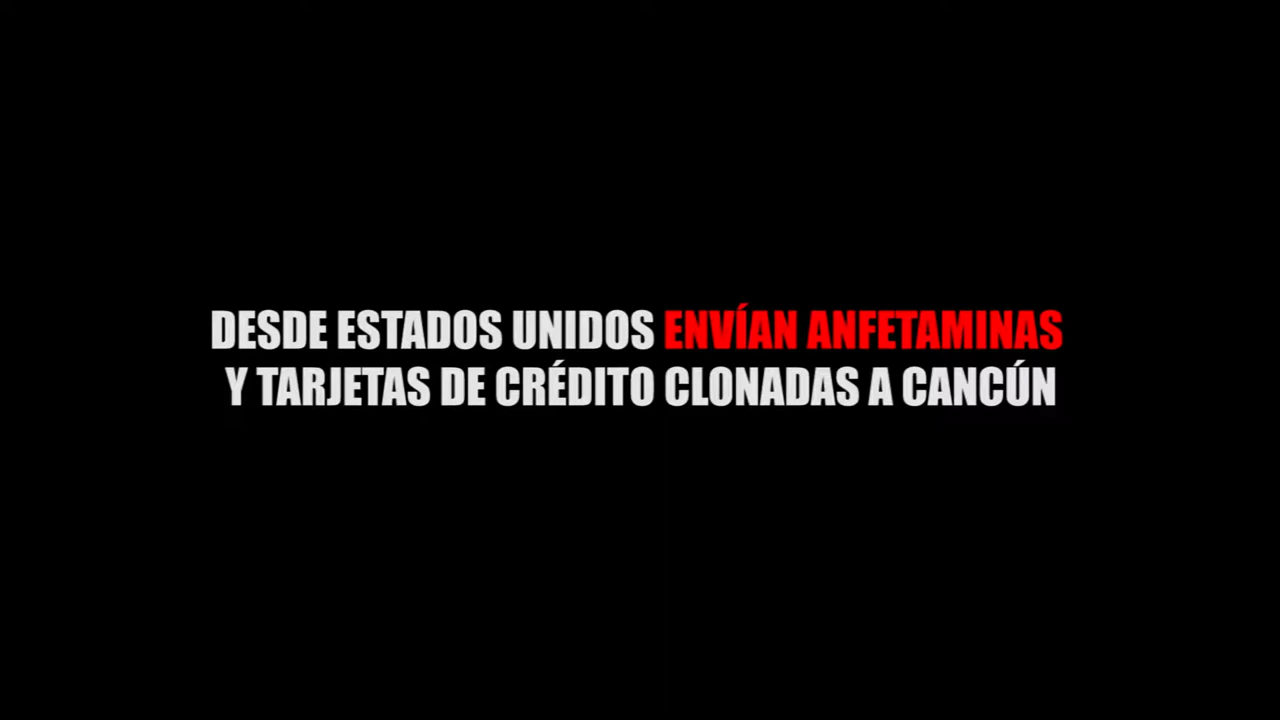 DESDE ESTADOS UNIDOS ENVÍAN ANFETAMINAS
Y TARJETAS DE CRÉDITO CLONADAS A CANCÚN